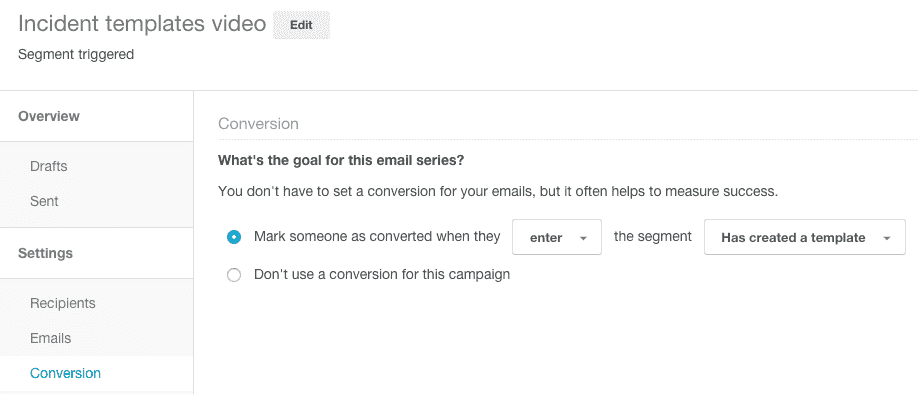 Incident templates video Edit
Segment triggered
Overview
Drafts
Sent
Settings
Recipients
Emails
Conversion
Conversion
What's the goal for this email series?
You don't have to set a conversion for your emails, but it often helps to measure success.
Mark someone as converted when they enter the segment Has created a template
Don't use a conversion for this campaign